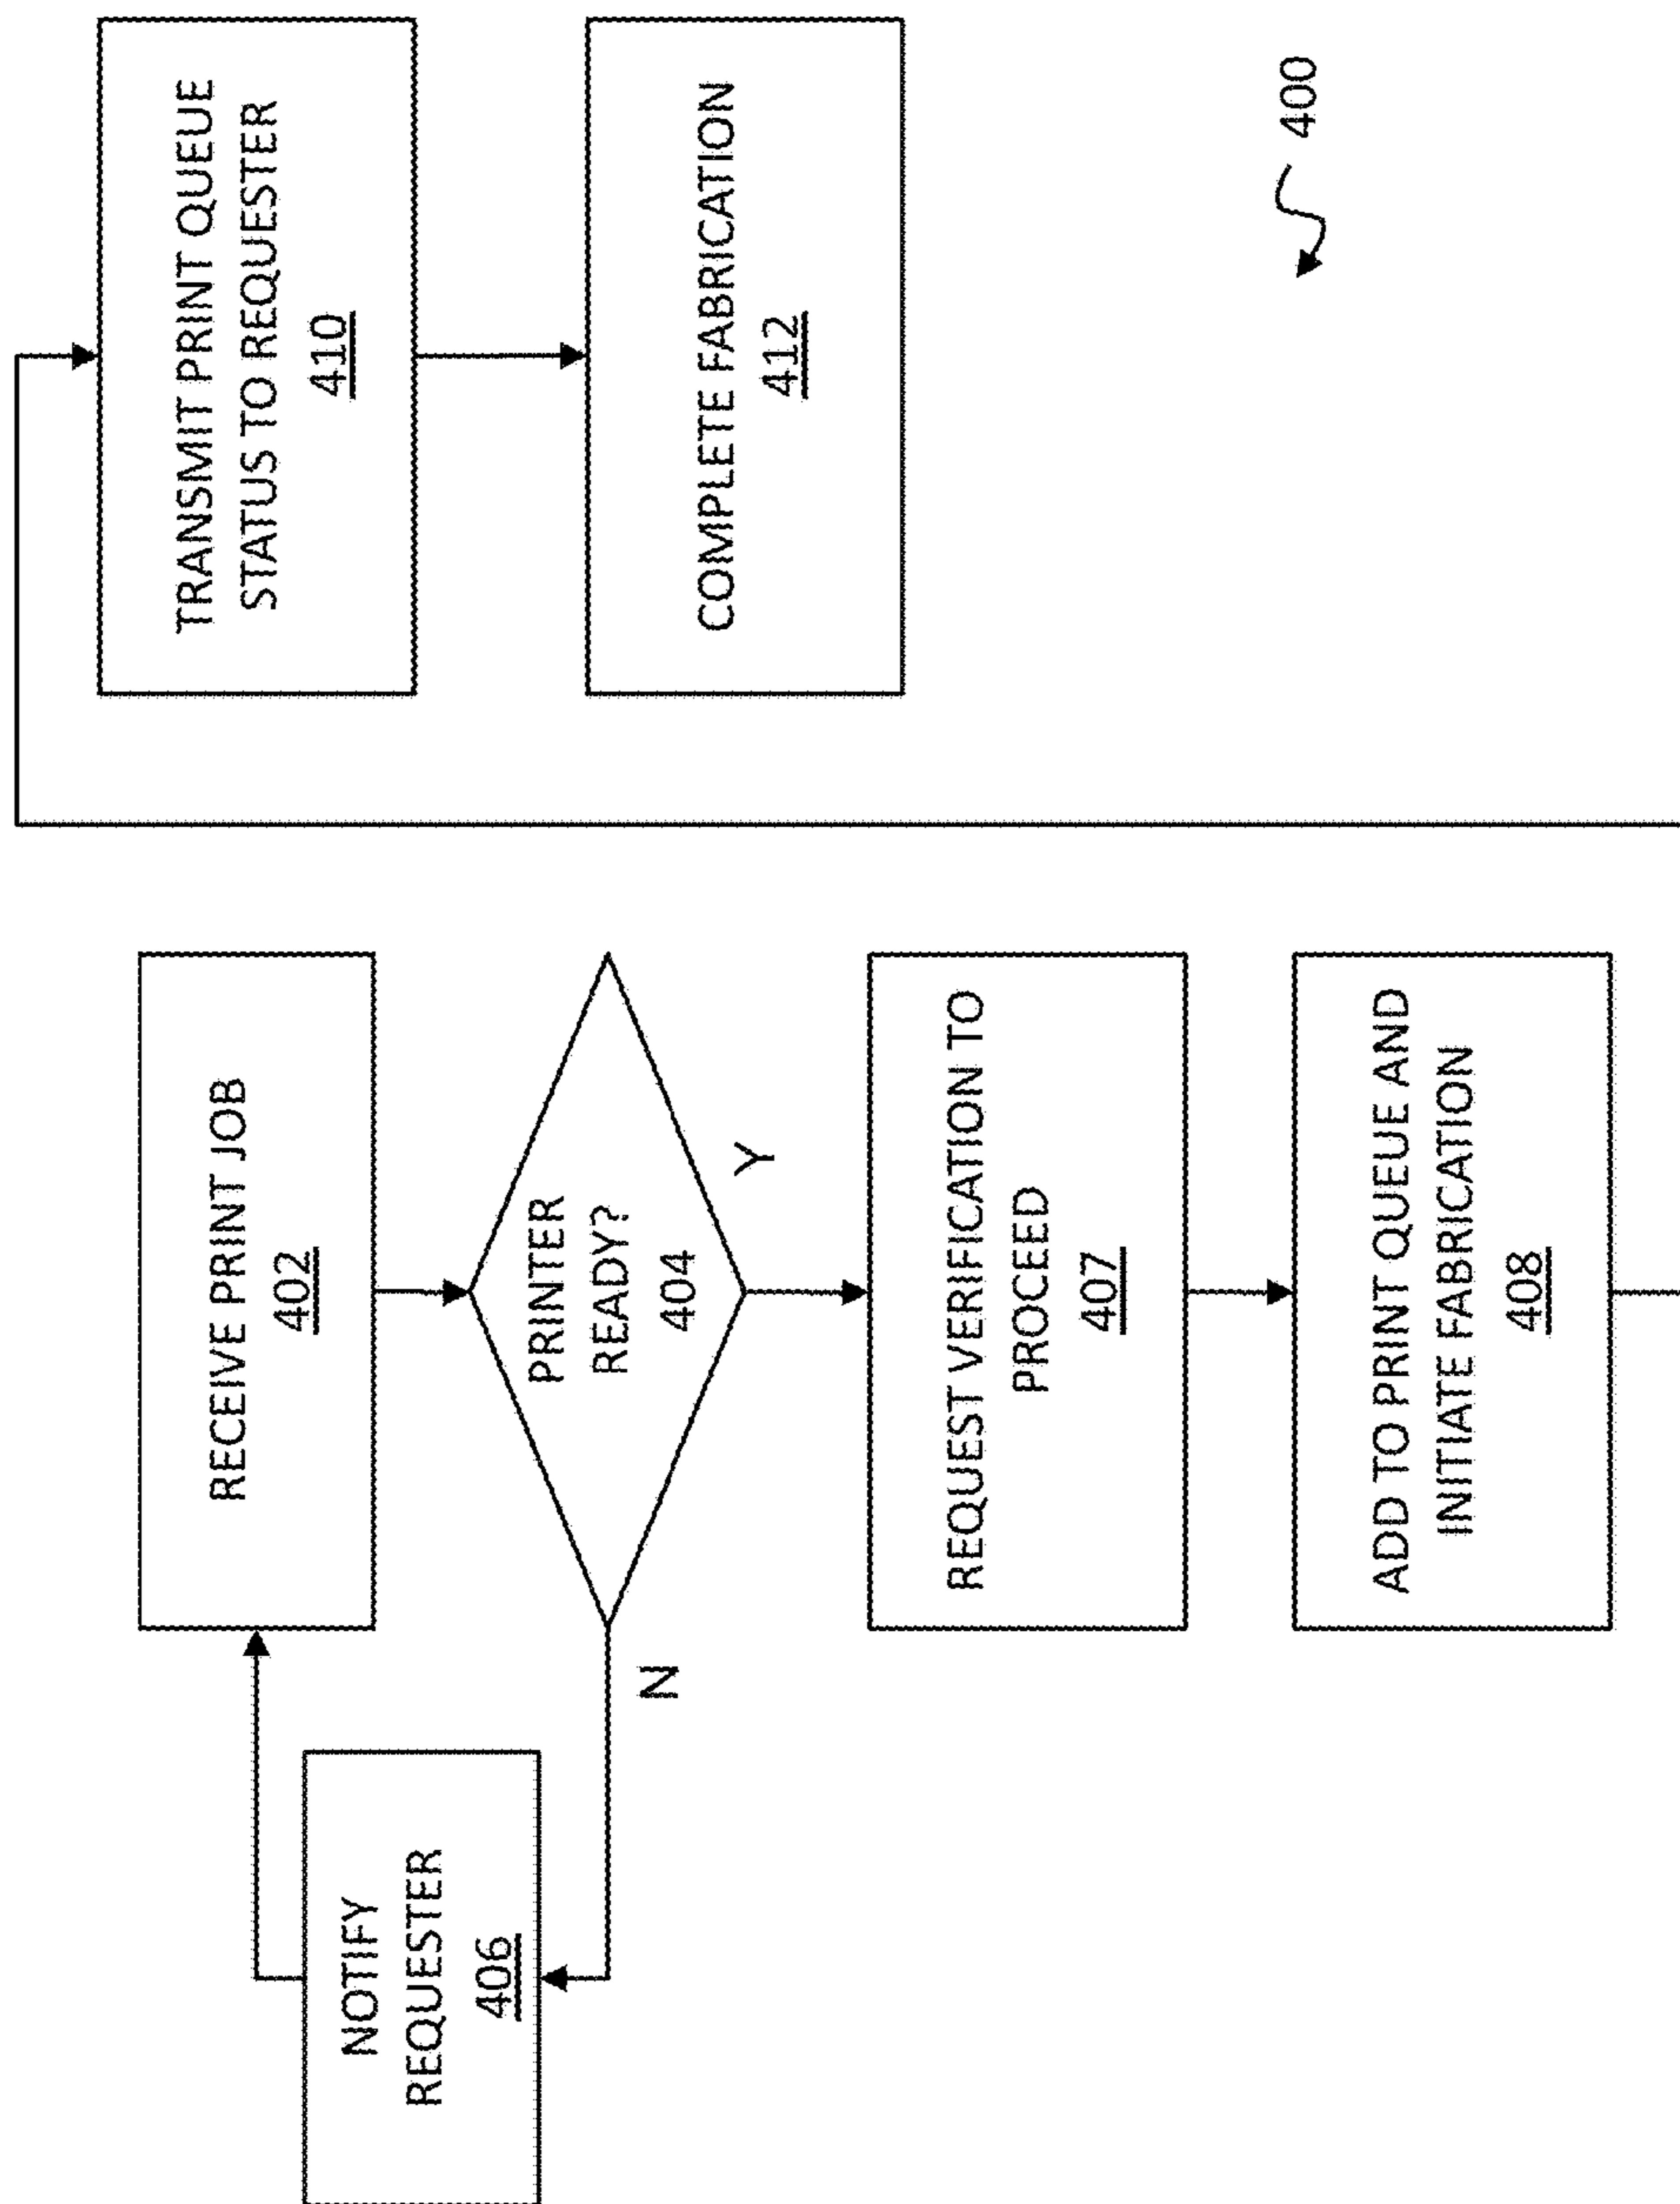 RECEIVE PRINT JOB
402
PRINTER
READY?
404
N
Y
NOTIFY
REQUESTER
406
REQUEST VERIFICATION TO
PROCEED
407
ADD TO PRINT QUEUE AND
INITIATE FABRICATION
408
TRANSMIT PRINT QUEUE
STATUS TO REQUESTER
410
COMPLETE FABRICATION
412
400